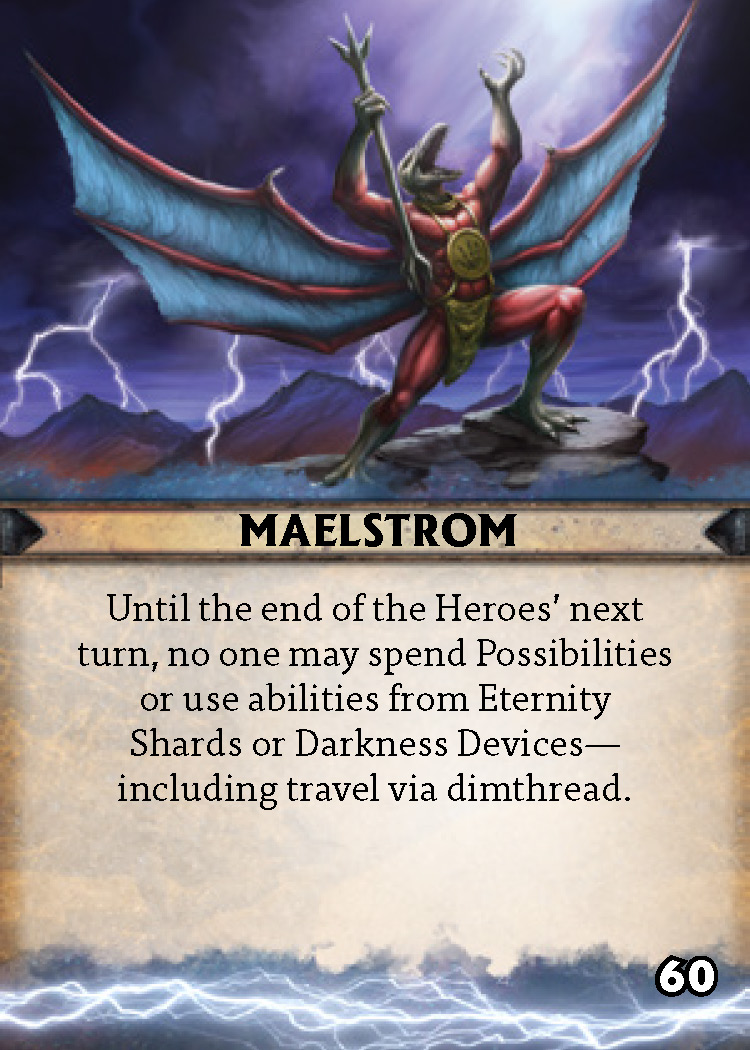 MAELSTROM
Until the end of the Heroes’ next
turn, no one may spend Possibilities
or use abilities from Eternity
Shards or Darkness Devices—
including travel via dimthread.
60